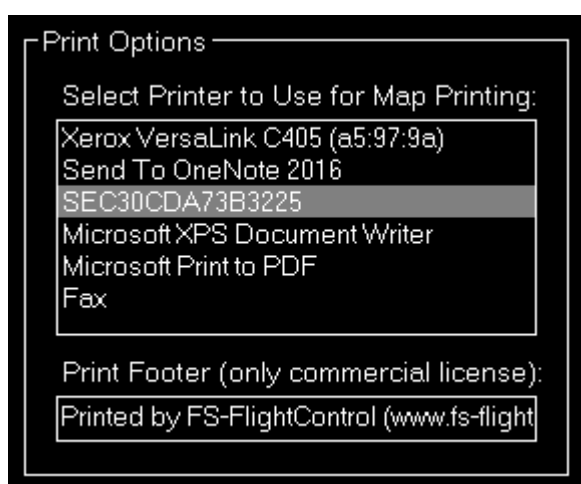 Print Options
Select Printer to Use for Map Printing:
Xerox VersaLink C405 (a5:97:9a)
Send To OneNote 2016
SEC30CDA73B3225
Microsoft XPS Document Writer
Microsoft Print to PDF
Fax
Print Footer (only commercial license):
Printed by FS-FlightControl (www.fs-flight